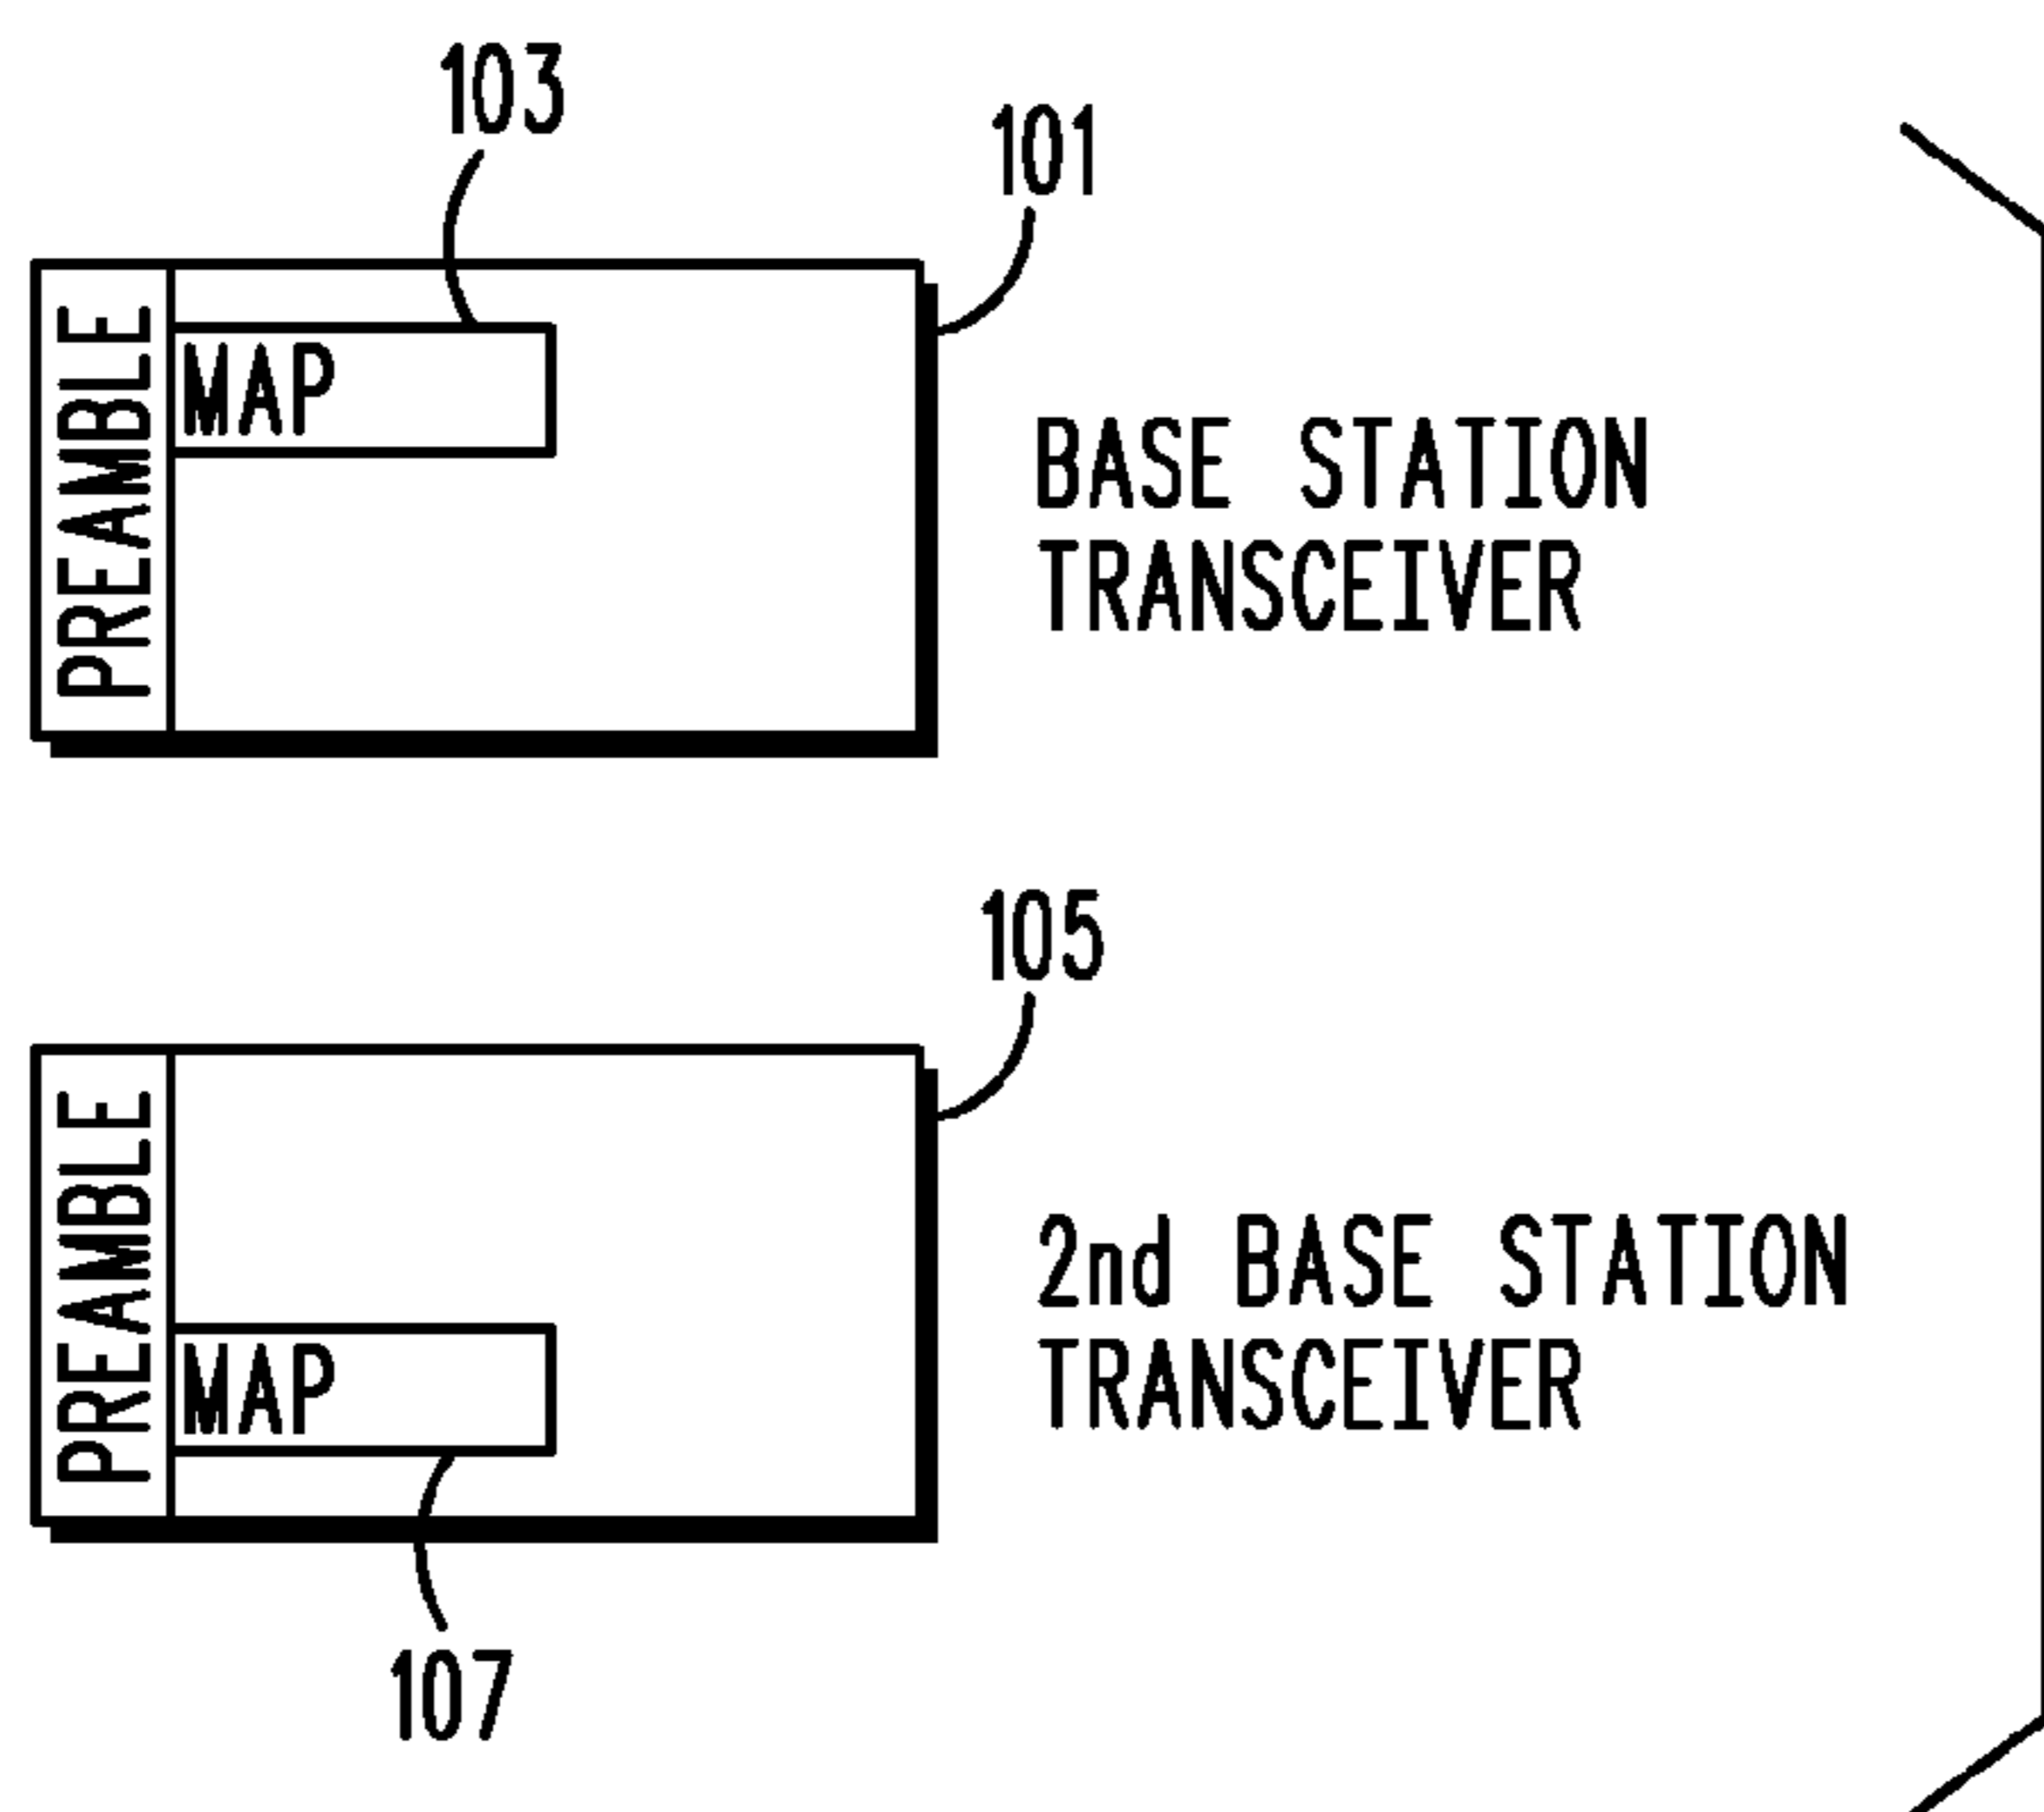 103
101
PREAMBLE
MAP
BASE STATION
TRANSCEIVER
105
PREAMBLE
MAP
2nd BASE STATION
TRANSCEIVER
107